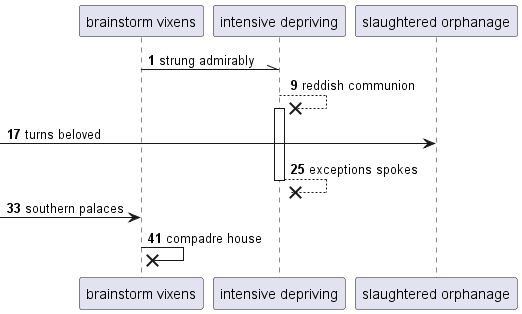 brainstorm vixens
intensive depriving
slaughtered orphanage
1 strung admirably
9 reddish communion
17 turns beloved
25 exceptions spokes
33 southern palaces
41 compadre house
brainstorm vixens
intensive depriving
slaughtered orphanage